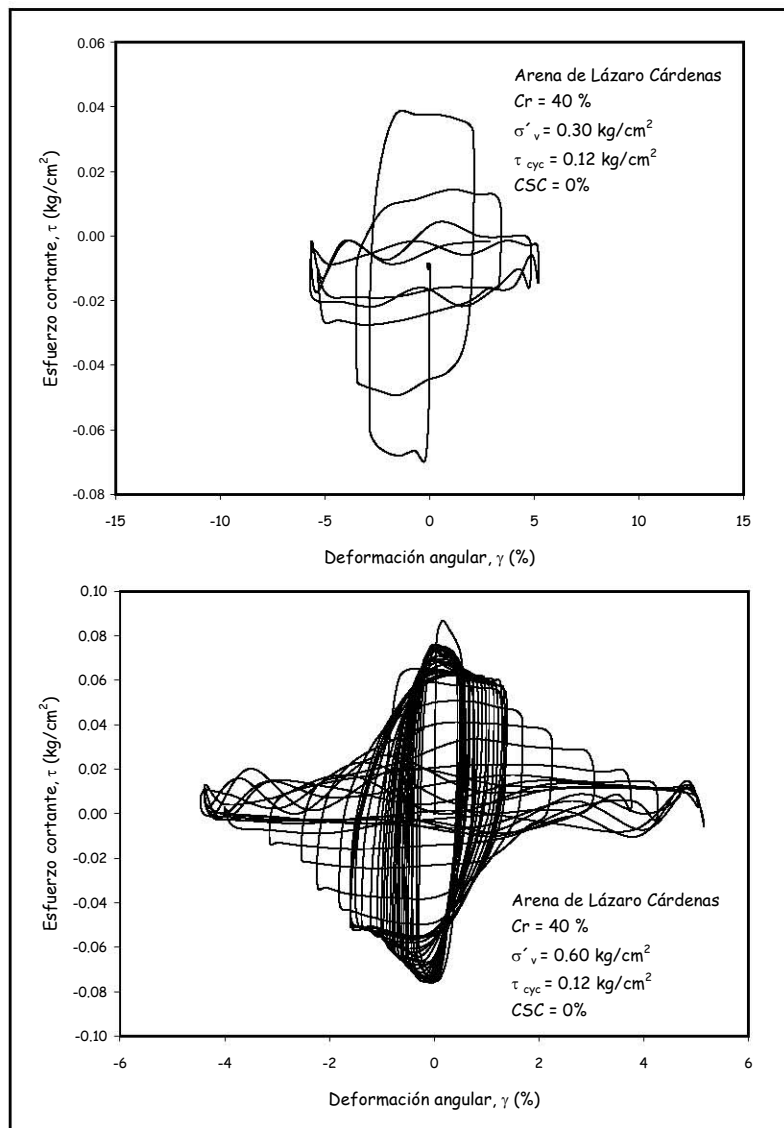 0.06
0.04
0.02
0.00
-0.02
-0.04
-0.06
-0.08
Esfuerzo cortante, τ (kg/cm²)
Arena de Lázaro Cárdenas
Cr = 40 %
σ´v = 0.30 kg/cm²
τ cyc = 0.12 kg/cm²
CSC = 0%
-15 -10 -5 0 5 10 15
Deformación angular, γ (%)
0.10
0.08
0.06
0.04
0.02
0.00
-0.02
-0.04
-0.06
-0.08
-0.10
Esfuerzo cortante, τ (kg/cm²)
Arena de Lázaro Cárdenas
Cr = 40 %
σ´v = 0.60 kg/cm²
τ cyc = 0.12 kg/cm²
CSC = 0%
-6 -4 -2 0 2 4 6
Deformación angular, γ (%)